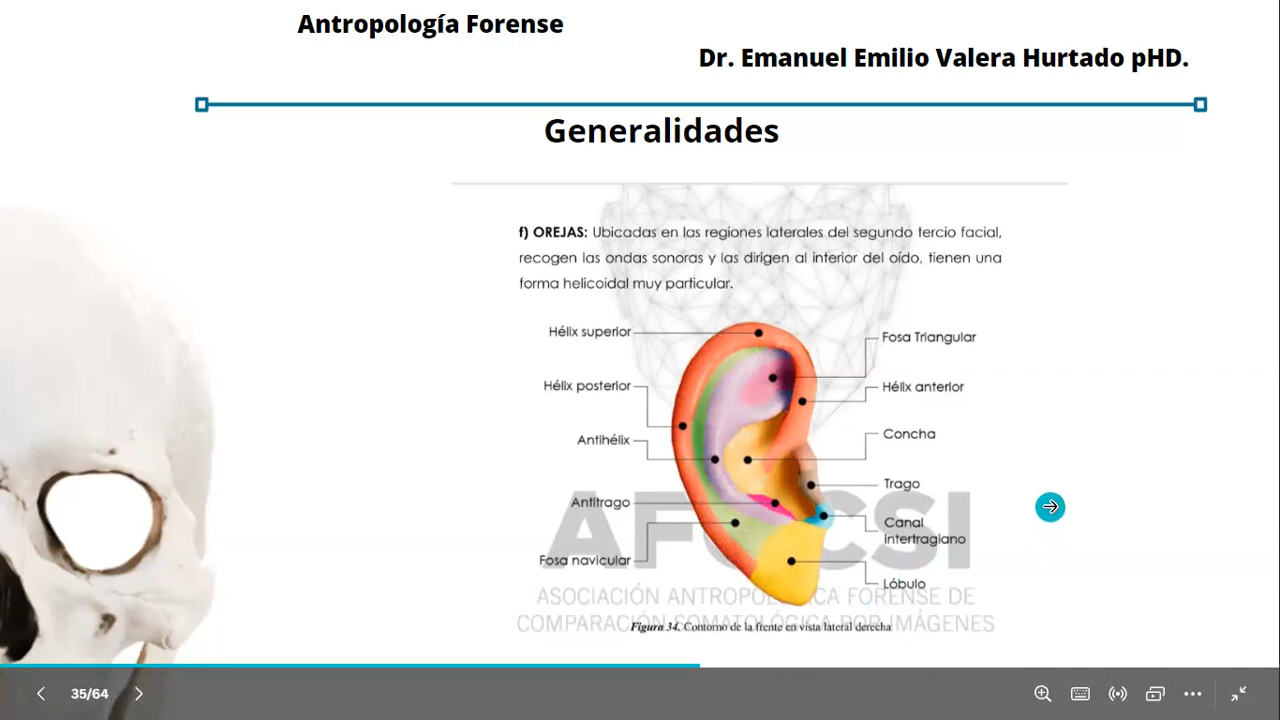 Antropología Forense
Dr. Emanuel Emilio Valera Hurtado pHD.
Generalidades
f) OREJAS: Ubicadas en las regiones laterales del segundo tercio facial,
recogen las ondas sonoras y las dirigen al interior del oído, tienen una
forma helicoidal muy particular.
Hélix superior
Fosa Triangular
Hélix posterior
Hélix anterior
Antihélix
Concha
Antitrago
Trago
Canal
intertragiano
Fosa navicular
Lóbulo
ASOCIACIÓN FORENSE DE
COMPARACIÓN SOMATOLÓGICA POR IMÁGENES
Figura 34. Contorno de la frente en vista lateral derecha
35/64